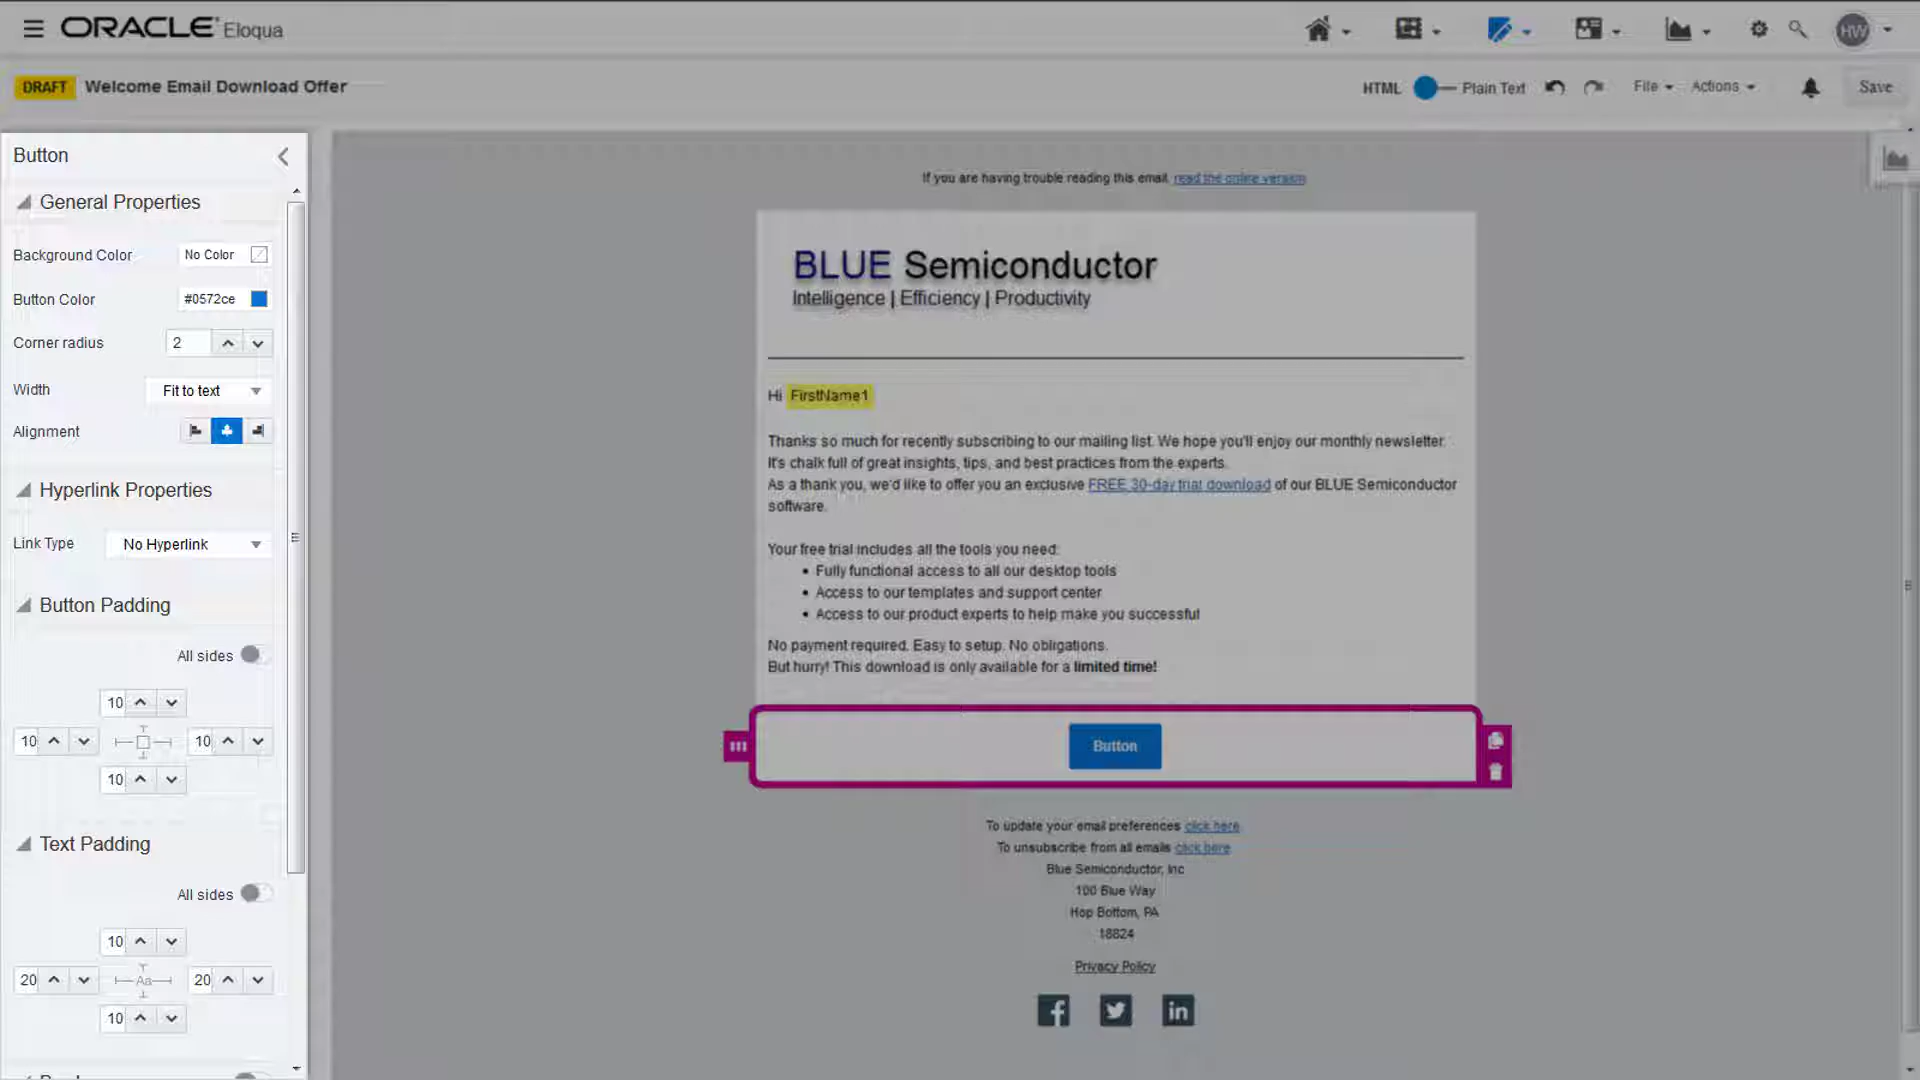 ORACLE Eloqua
HW
DRAFT Welcome Email Download Offer
HTML Plain Text File Actions Save
Button
General Properties
Background Color No Color
Button Color #0572ce
Corner radius 2
Width Fit to text
Alignment
Hyperlink Properties
Link Type No Hyperlink
Button Padding
All sides
10
10 10
10
Text Padding
All sides
10
20 Aa 20
10
If you are having trouble reading this email, read the online version
BLUE Semiconductor
Intelligence | Efficiency | Productivity
Hi FirstName1
Thanks so much for recently subscribing to our mailing list. We hope you'll enjoy our monthly newsletter.
It's chalk full of great insights, tips, and best practices from the experts.
As a thank you, we'd like to offer you an exclusive FREE 30-day trial download of our BLUE Semiconductor
software.
Your free trial includes all the tools you need:
• Fully functional access to all our desktop tools
• Access to our templates and support center
• Access to our product experts to help make you successful
No payment required. Easy to setup. No obligations.
But hurry! This download is only available for a limited time!
Button
To update your email preferences click here
To unsubscribe from all emails click here
Blue Semiconductor, Inc
100 Blue Way
Hop Bottom, PA
18824
Privacy Policy
f in